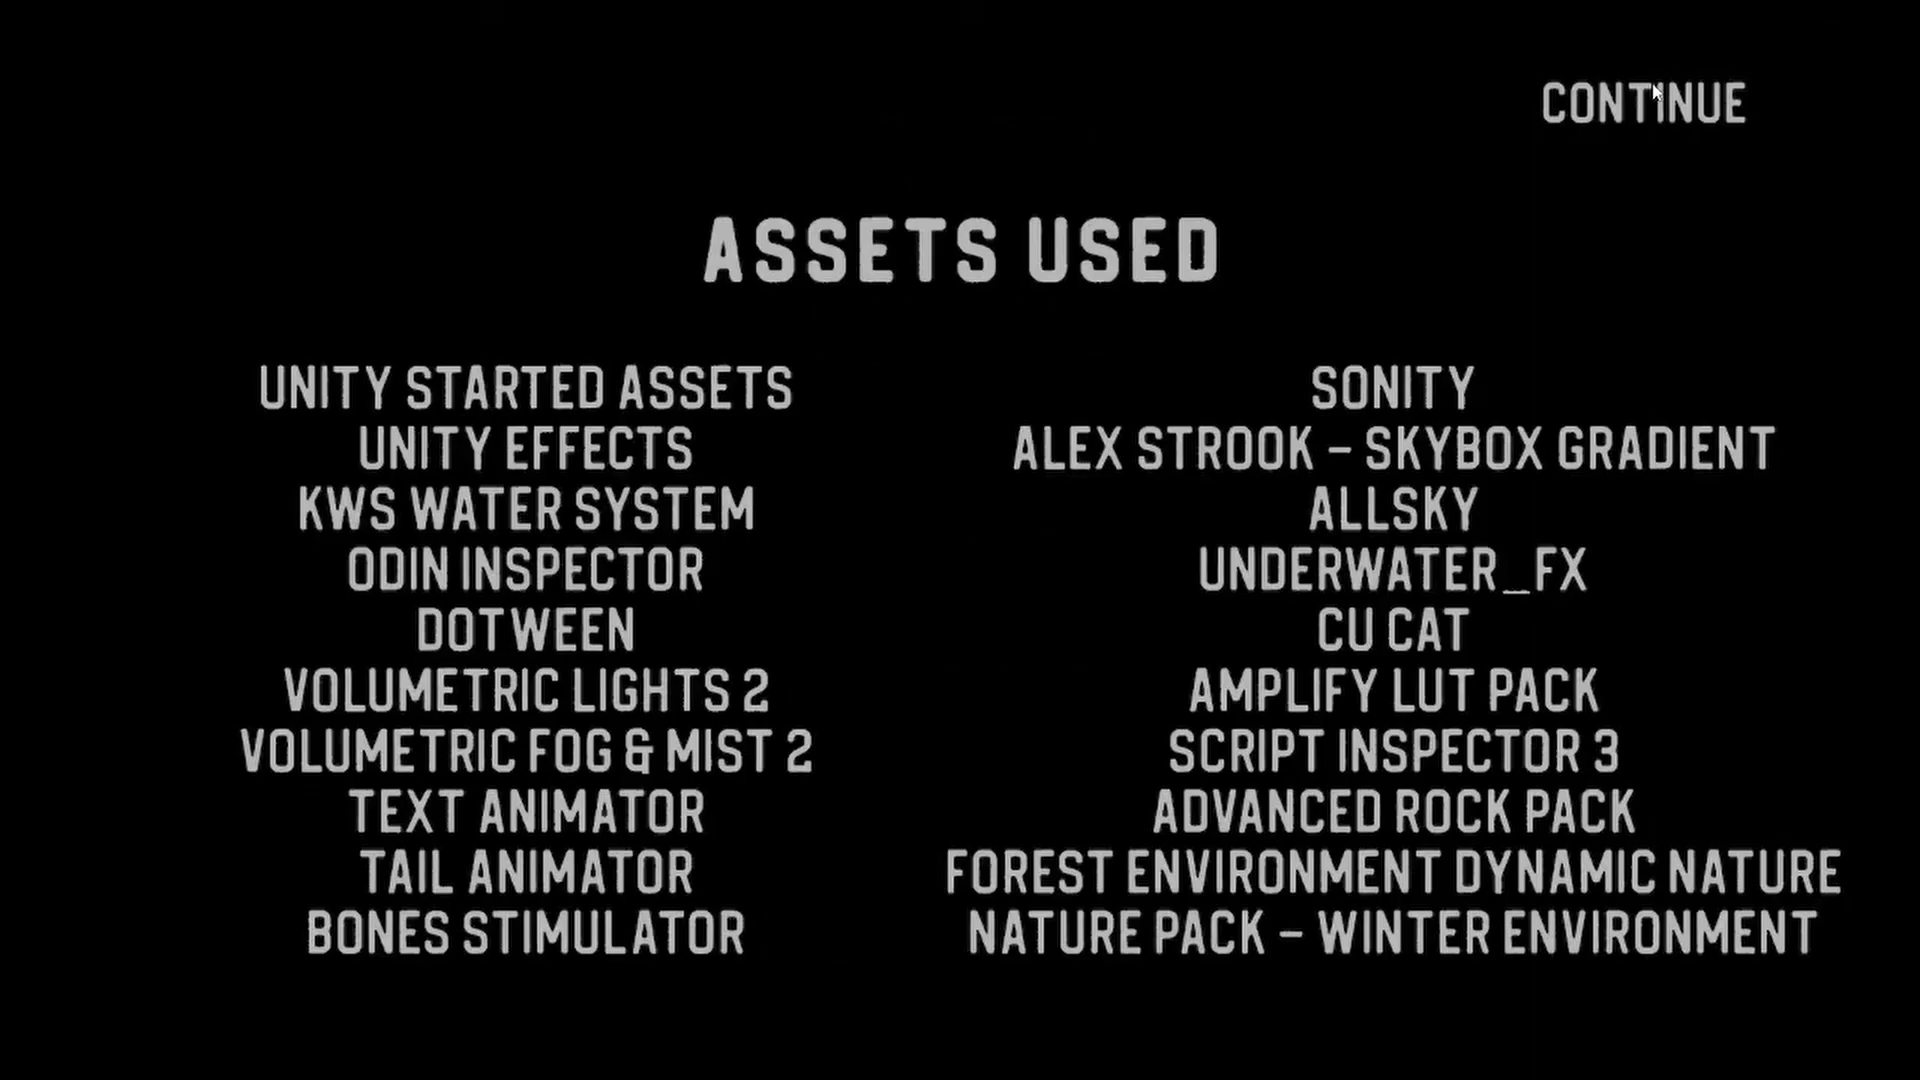 CONTINUE
ASSETS USED
UNITY STARTED ASSETS
UNITY EFFECTS
KWS WATER SYSTEM
ODIN INSPECTOR
DOTWEEN
VOLUMETRIC LIGHTS 2
VOLUMETRIC FOG & MIST 2
TEXT ANIMATOR
TAIL ANIMATOR
BONES STIMULATOR
SONITY
ALEX STROOK – SKYBOX GRADIENT
ALLSKY
UNDERWATER_FX
CU CAT
AMPLIFY LUT PACK
SCRIPT INSPECTOR 3
ADVANCED ROCK PACK
FOREST ENVIRONMENT DYNAMIC NATURE
NATURE PACK – WINTER ENVIRONMENT